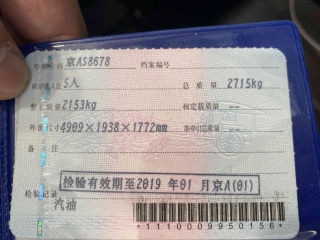 号牌号码 京AS8678 档案编号
核定载人数 5人 总 质 量 2715kg
整备质量 2153kg 核定载质量 --
外廓尺寸 4909×1938×1772mm 准牵引总质量 --
备 注
检验有效期至2019 年01 月京A(01)
检验记录
汽油
*1110009950156*